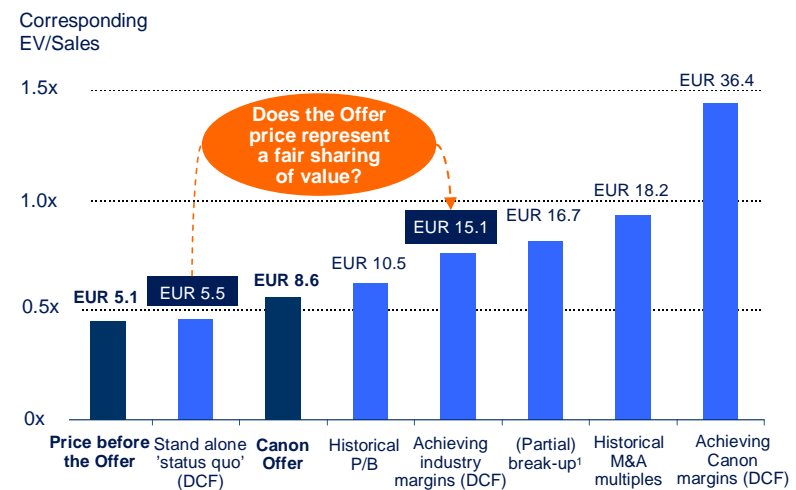 Corresponding
EV/Sales
1.5x
EUR 36.4
Does the Offer
price represent
a fair sharing
of value?
1.0x
EUR 18.2
EUR 16.7
EUR 15.1
EUR 10.5
EUR 8.6
EUR 5.5
EUR 5.1
0.5x
0x
Price before
the Offer
Stand alone
'status quo'
(DCF)
Canon
Offer
Historical
P/B
Achieving
industry
margins (DCF)
(Partial)
break-up¹
Historical
M&A
multiples
Achieving
Canon
margins (DCF)